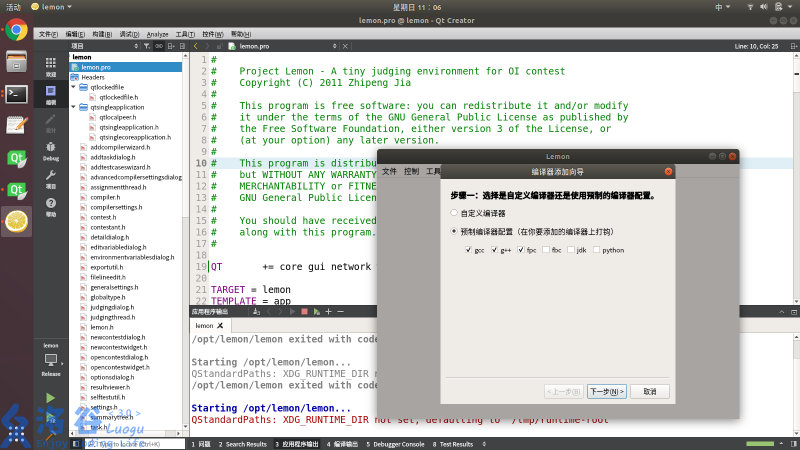 活动
lemon
星期日 11：06
中
lemon.pro @ lemon - Qt Creator
文件(F) 编辑(E) 构建(B) 调试(D) Analyze 工具(T) 控件(W) 帮助(H)
项目
lemon.pro
Line: 10, Col: 25
欢迎
编辑
设计
Debug
项目
帮助
lemon
Release
lemon
lemon.pro
Headers
qtlockedfile
qtlockedfile.h
qtsingleapplication
qtlocalpeer.h
qtsingleapplication.h
qtsinglecoreapplication.h
addcompilerwizard.h
addtaskdialog.h
addtestcaseswizard.h
advancedcompilersettingsdialog
assignmentthread.h
compiler.h
compilersettings.h
contest.h
contestant.h
detaildialog.h
editvariabledialog.h
environmentvariablesdialog.h
exportutil.h
filelineedit.h
generalsettings.h
globaltype.h
judgingdialog.h
judgingthread.h
lemon.h
newcontestdialog.h
newcontestwidget.h
opencontestdialog.h
opencontestwidget.h
optionsdialog.h
resultviewer.h
selftestutil.h
settings.h
summarytree.h
task.h
1 #
2 # Project Lemon - A tiny judging environment for OI contest
3 # Copyright (C) 2011 Zhipeng Jia
4 #
5 # This program is free software: you can redistribute it and/or modify
6 # it under the terms of the GNU General Public License as published by
7 # the Free Software Foundation, either version 3 of the License, or
8 # (at your option) any later version.
9 #
10 # This program is distribu
11 # but WITHOUT ANY WARRANTY
12 # MERCHANTABILITY or FITNE
13 # GNU General Public Licen
14 #
15 # You should have received
16 # along with this program.
17 #
18
19 QT += core gui network
20
21 TARGET = lemon
22 TEMPLATE = app
Lemon
文件 控制 工具
编译器添加向导
步骤一：选择是自定义编译器还是使用预制的编译器配置。
自定义编译器
预制编译器配置（在你要添加的编译器上打钩）
gcc g++ fpc fbc jdk python
< 上一步(B) 下一步(N) > 取消
应用程序输出
lemon
/opt/lemon/lemon exited with code
Starting /opt/lemon/lemon...
QStandardPaths: XDG_RUNTIME_DIR n
/opt/lemon/lemon exited with code
Starting /opt/lemon/lemon...
QStandardPaths: XDG_RUNTIME_DIR not set, defaulting to '/tmp/runtime-root'
1 问题 2 Search Results 3 应用程序输出 4 编译输出 5 Debugger Console 8 Test Results
洛谷
Luogu
Enjoy Coding Life